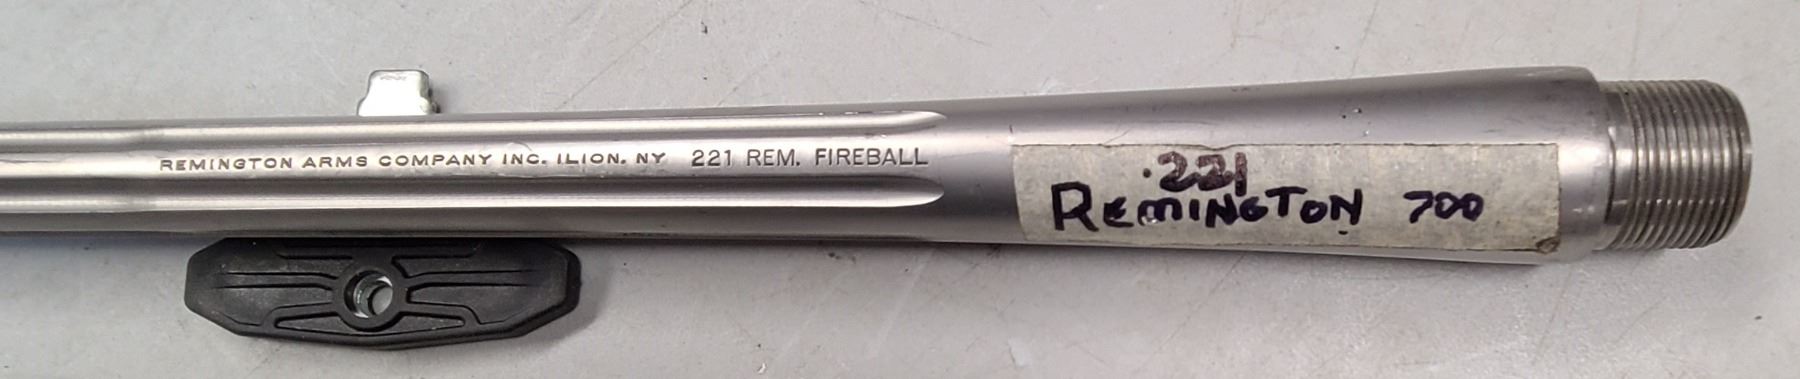 REMINGTON ARMS COMPANY INC. ILION. NY 221 REM. FIREBALL
.221
REMINGTON 700